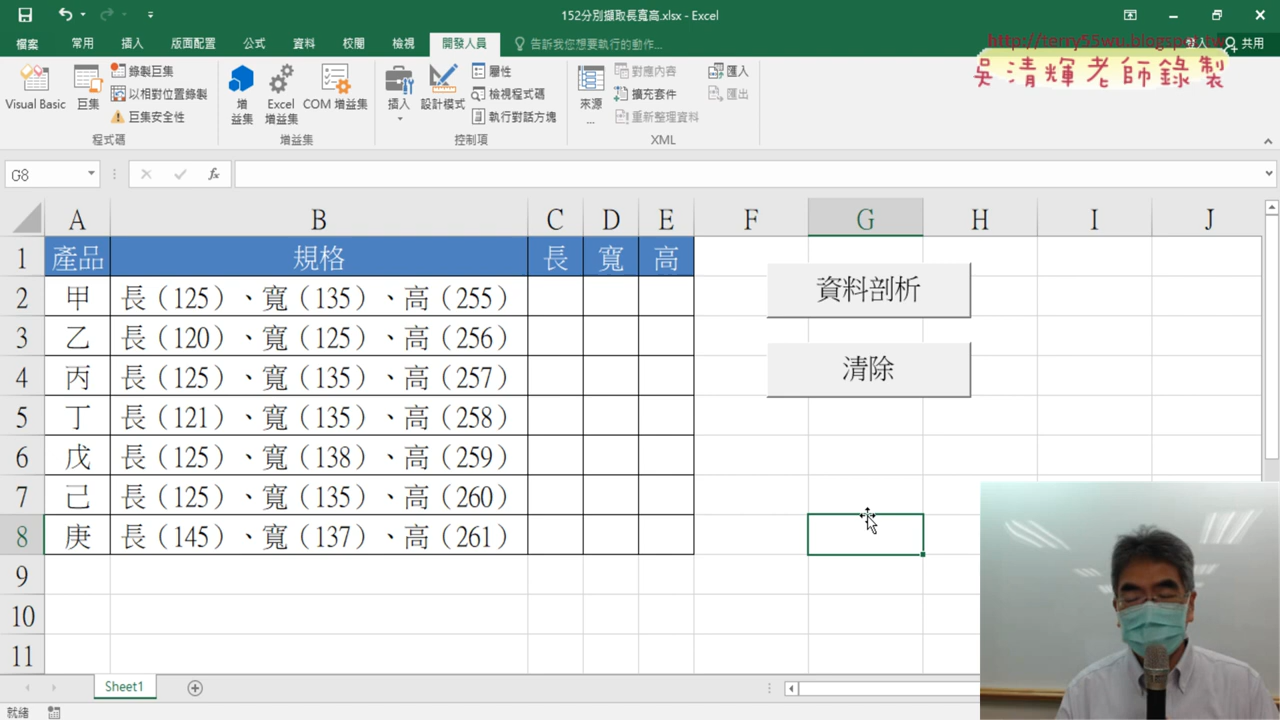 152分別擷取長寬高.xlsx - Excel
檔案 常用 插入 版面配置 公式 資料 校閱 檢視 開發人員 告訴我您想要執行的動作... 共用
http://terry55wu.blogspot.tw
吳清輝老師錄製
Visual Basic 巨集 錄製巨集 以相對位置錄製 巨集安全性 程式碼
增益集 Excel 增益集 COM 增益集 增益集
插入 設計模式 屬性 檢視程式碼 執行對話方塊 控制項
來源... 對應內容 擴充套件 重新整理資料 匯入 匯出 XML
G8 fx
A B C D E F G H I J
1 產品 規格 長 寬 高
2 甲 長（125）、寬（135）、高（255）
3 乙 長（120）、寬（125）、高（256）
4 丙 長（125）、寬（135）、高（257）
5 丁 長（121）、寬（135）、高（258）
6 戊 長（125）、寬（138）、高（259）
7 己 長（125）、寬（135）、高（260）
8 庚 長（145）、寬（137）、高（261）
9
10
11
資料剖析
清除
Sheet1
就緒